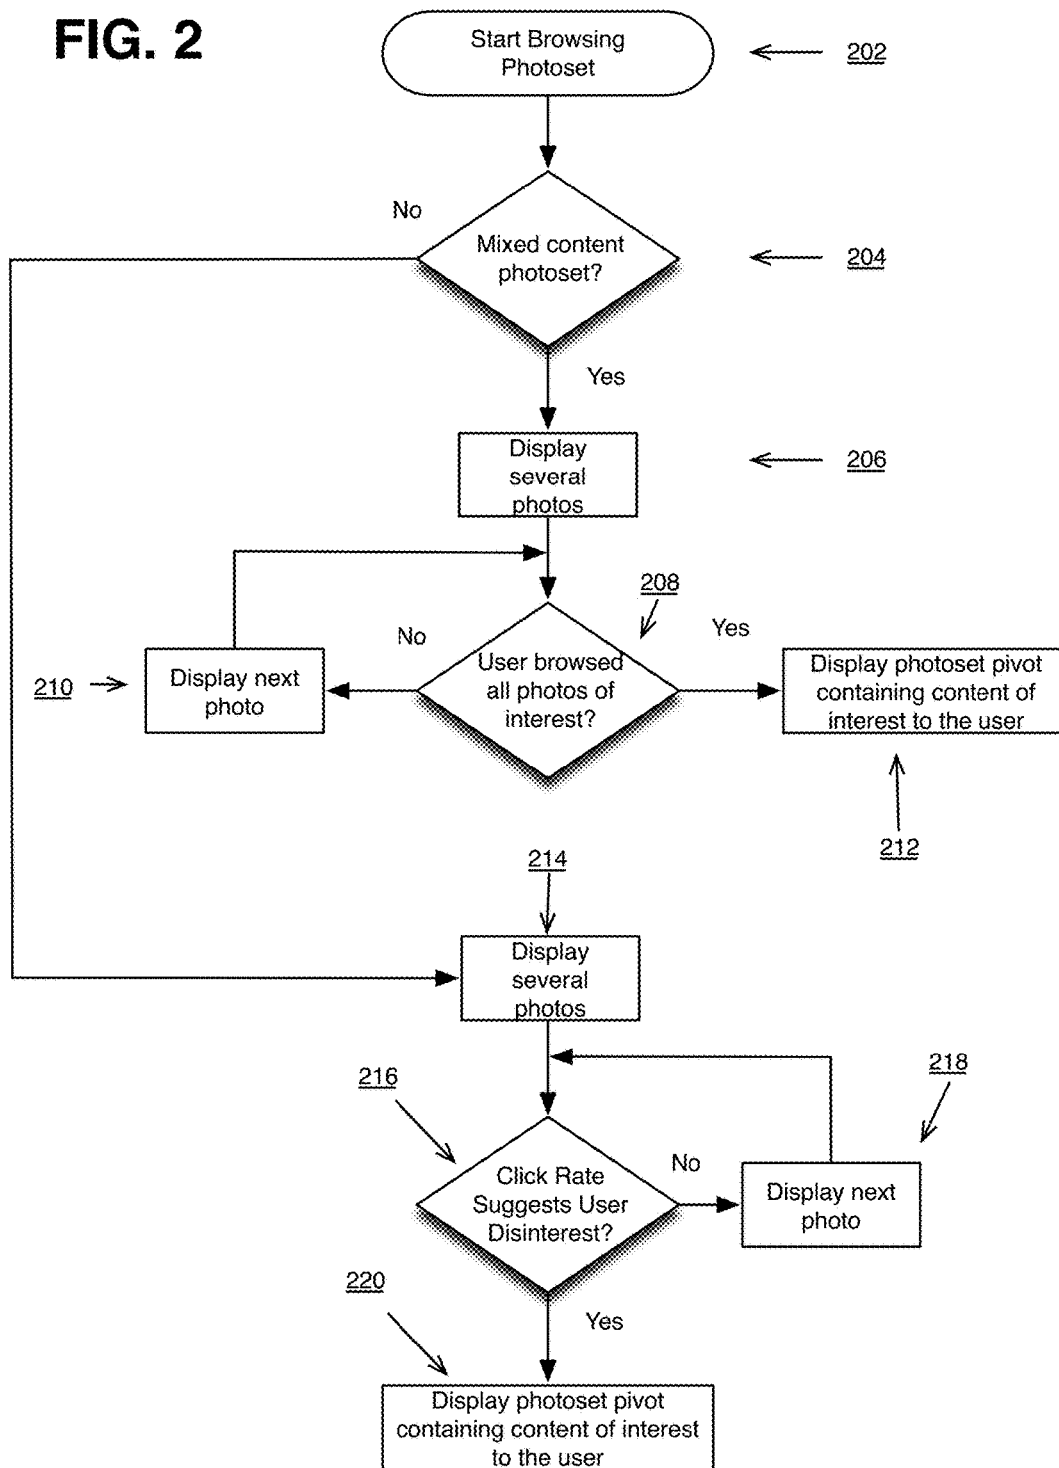 FIG. 2
Start Browsing
Photoset
202
No
Mixed content
photoset?
204
Yes
Display
several
photos
206
208
No
Yes
User browsed
all photos of
interest?
210
Display next
photo
Display photoset pivot
containing content of
interest to the user
212
214
Display
several
photos
216
218
Click Rate
Suggests User
Disinterest?
No
Display next
photo
220
Yes
Display photoset pivot
containing content of interest
to the user